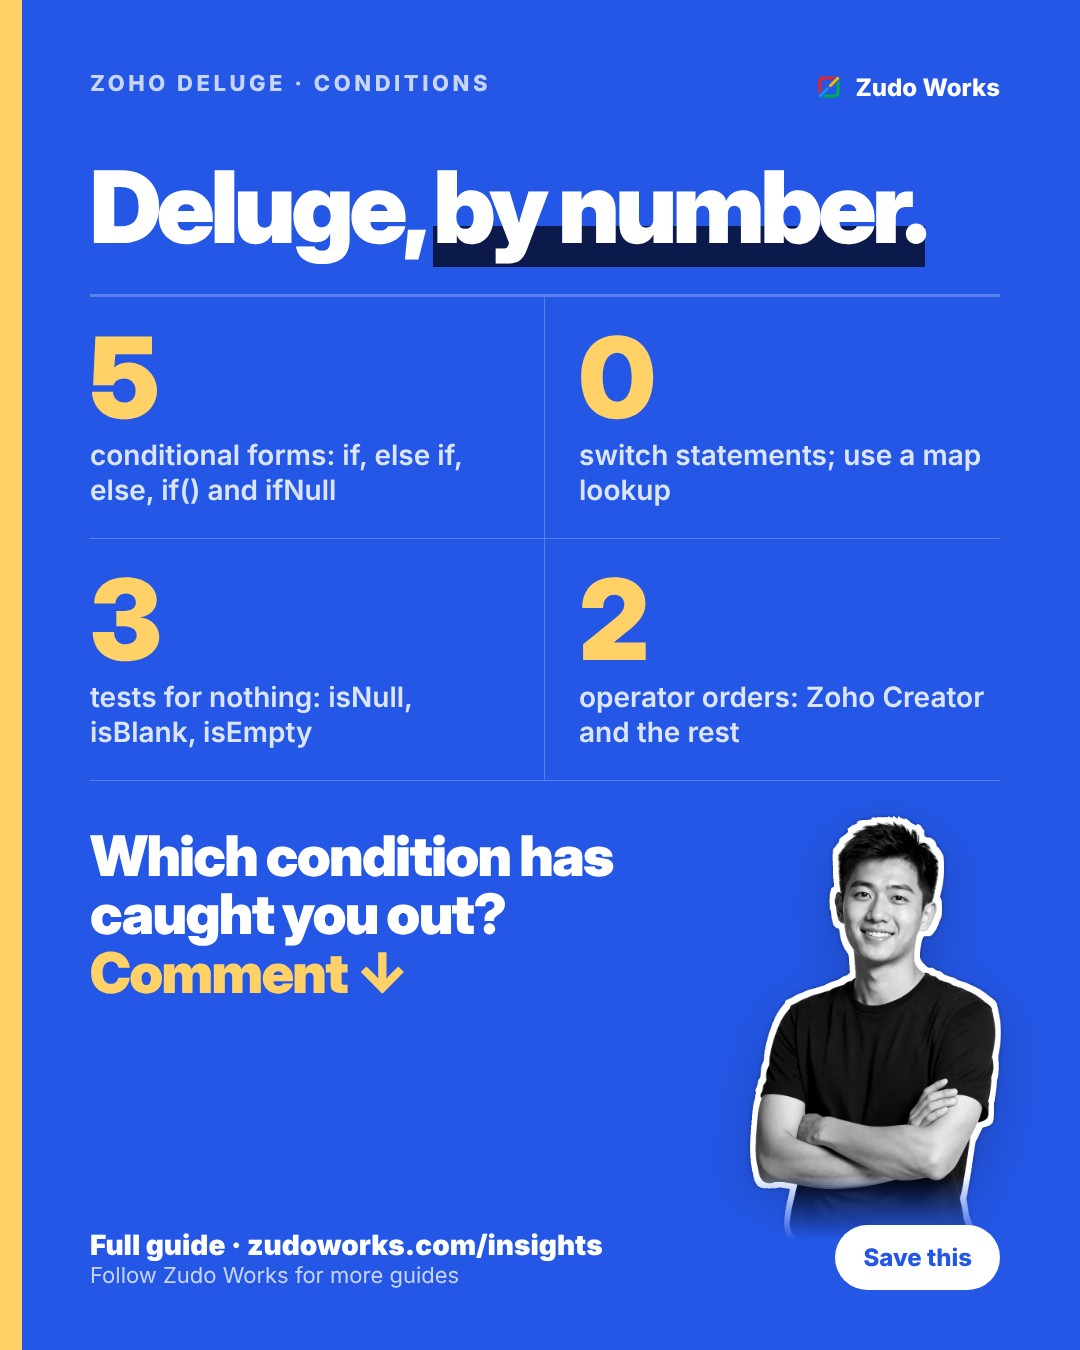 ZOHO DELUGE · CONDITIONS
Zudo Works
Deluge, by number.
5
conditional forms: if, else if,
else, if() and ifNull
0
switch statements; use a map
lookup
3
tests for nothing: isNull,
isBlank, isEmpty
2
operator orders: Zoho Creator
and the rest
Which condition has
caught you out?
Comment ↓
Full guide · zudoworks.com/insights
Follow Zudo Works for more guides
Save this